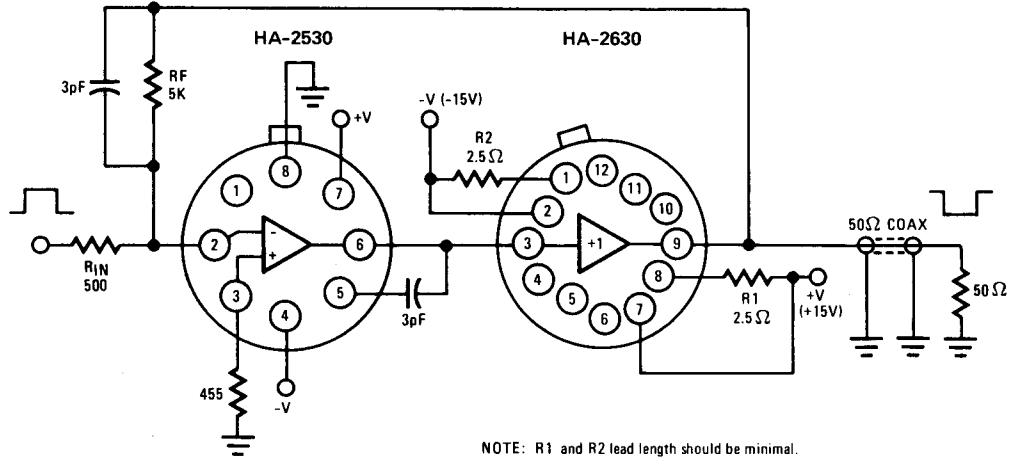 HA-2530
HA-2630
3pF
RF
5K
+V
-V (-15V)
R2
2.5Ω
8
1
7
2
-
+
6
3
5
4
3pF
-V
455
RIN
500
1
12
11
2
10
3
+1
9
4
8
5
6
7
R1
2.5Ω
+V
(+15V)
50Ω COAX
50Ω
NOTE: R1 and R2 lead length should be minimal.